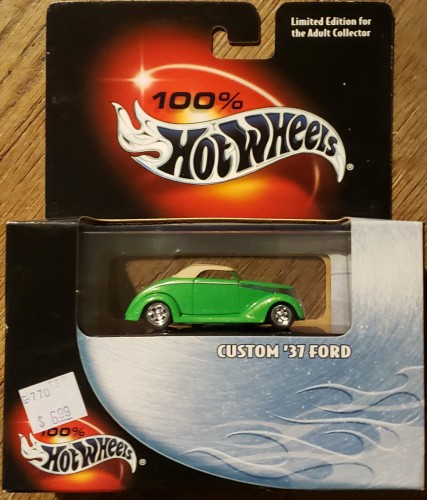 Limited Edition for
the Adult Collector
100%
HOT WHEELS®
CUSTOM '37 FORD
$ 6.99
100%
HOT WHEELS®